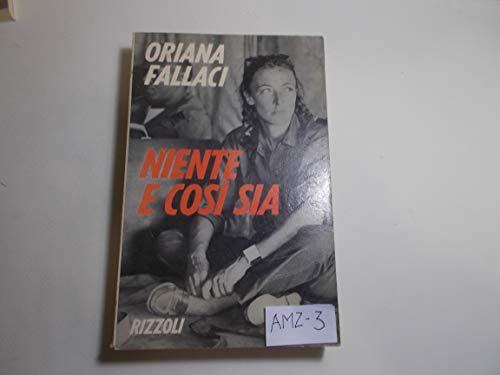 ORIANA
FALLACI
NIENTE
E COSÌ SIA
RIZZOLI
AMZ-3